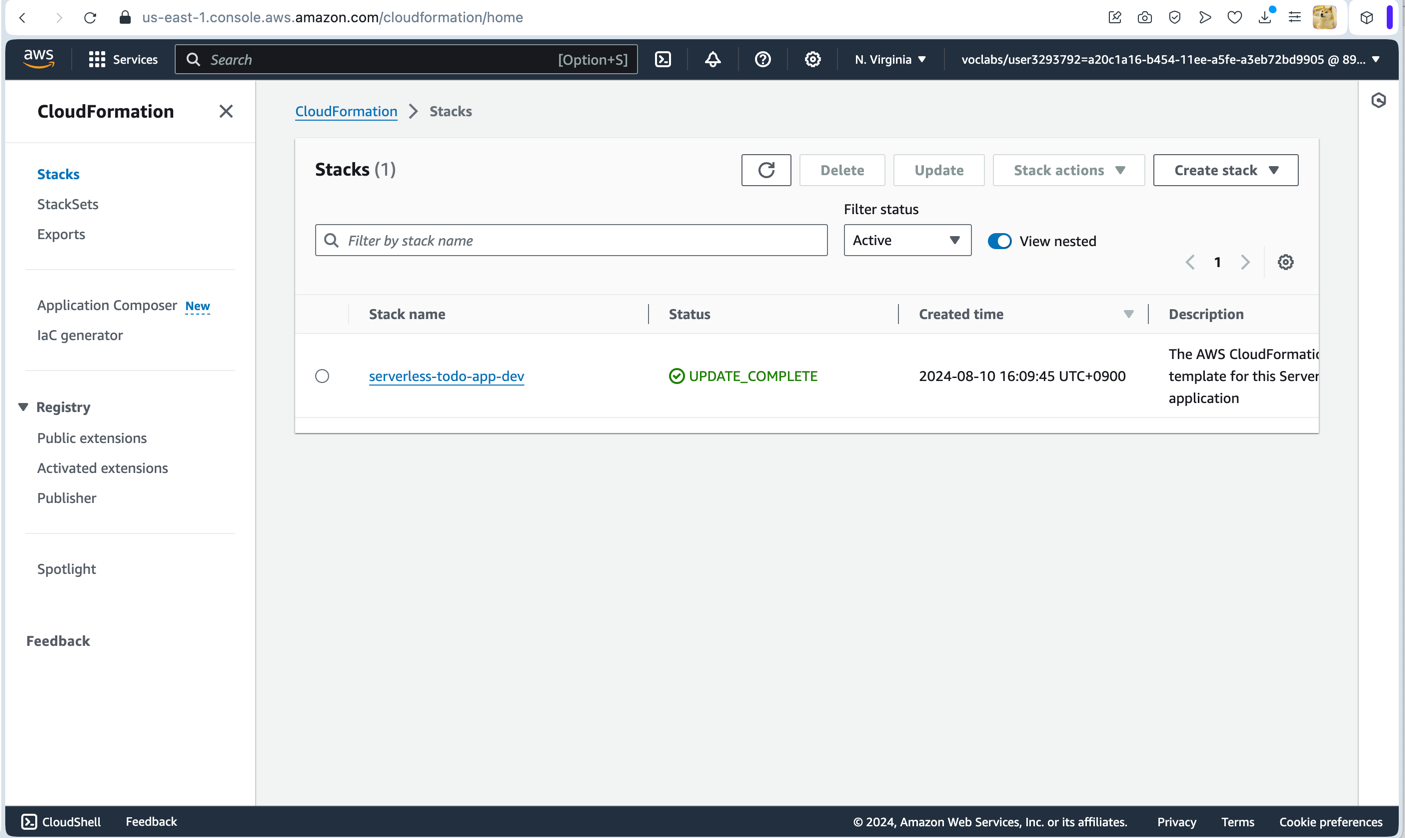 us-east-1.console.aws.amazon.com/cloudformation/home
aws
Services
Search
[Option+S]
N. Virginia
voclabs/user3293792=a20c1a16-b454-11ee-a5fe-a3eb72bd9905 @ 89...
CloudFormation
Stacks
StackSets
Exports
Application Composer New
IaC generator
Registry
Public extensions
Activated extensions
Publisher
Spotlight
Feedback
CloudFormation > Stacks
Stacks (1)
Delete
Update
Stack actions
Create stack
Filter by stack name
Filter status
Active
View nested
1
Stack name
Status
Created time
Description
serverless-todo-app-dev
UPDATE_COMPLETE
2024-08-10 16:09:45 UTC+0900
The AWS CloudFormatic
template for this Server
application
CloudShell
Feedback
© 2024, Amazon Web Services, Inc. or its affiliates.
Privacy
Terms
Cookie preferences